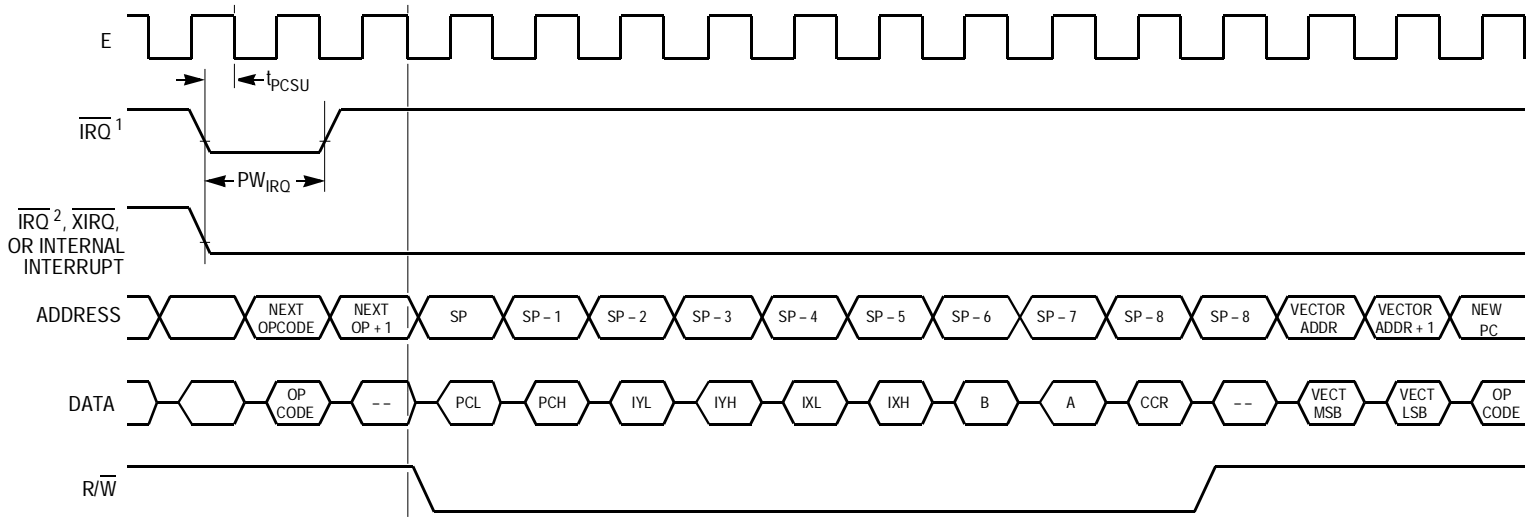 E
tPCSU
IRQ 1
PWIRQ
IRQ 2, XIRQ,
OR INTERNAL
INTERRUPT
ADDRESS
NEXT
OPCODE
NEXT
OP + 1
SP
SP – 1
SP – 2
SP – 3
SP – 4
SP – 5
SP – 6
SP – 7
SP – 8
SP – 8
VECTOR
ADDR
VECTOR
ADDR + 1
NEW
PC
DATA
OP
CODE
– –
PCL
PCH
IYL
IYH
IXL
IXH
B
A
CCR
– –
VECT
MSB
VECT
LSB
OP
CODE
R/W